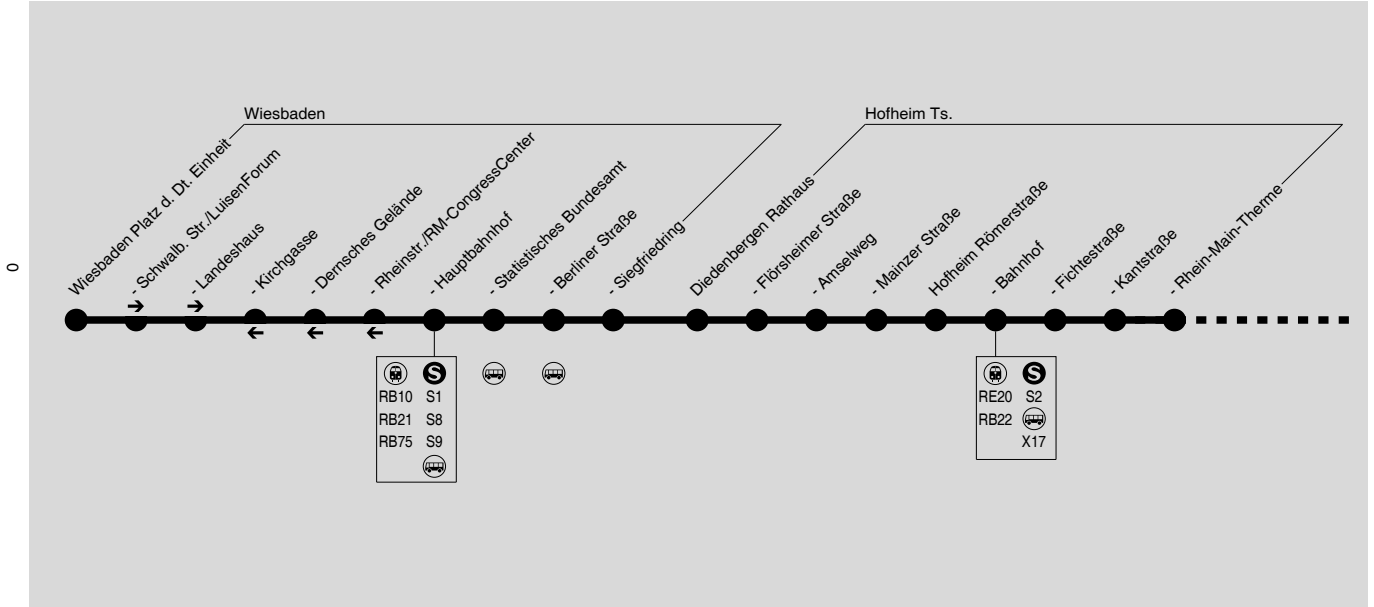 Wiesbaden
Hofheim Ts.
Wiesbaden Platz d. Dt. Einheit
- Schwalb. Str./LuisenForum
- Landeshaus
- Kirchgasse
- Dernsches Gelände
- Rheinstr./RM-CongressCenter
- Hauptbahnhof
- Statistisches Bundesamt
- Berliner Straße
- Siegfriedring
Diedenbergen Rathaus
- Flörsheimer Straße
- Amselweg
- Mainzer Straße
Hofheim Römerstraße
- Bahnhof
- Fichtestraße
- Kantstraße
- Rhein-Main-Therme
0
S
RB10 S1
RB21 S8
RB75 S9
S
RE20 S2
RB22
X17